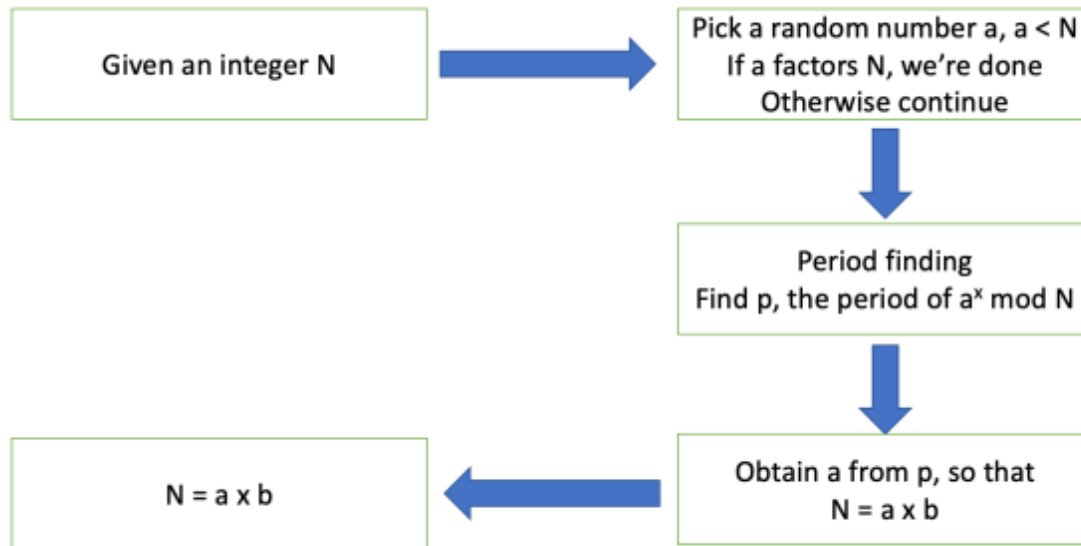 Given an integer N
Pick a random number a, a < N
If a factors N, we’re done
Otherwise continue
Period finding
Find p, the period of aˣ mod N
Obtain a from p, so that
N = a x b
N = a x b